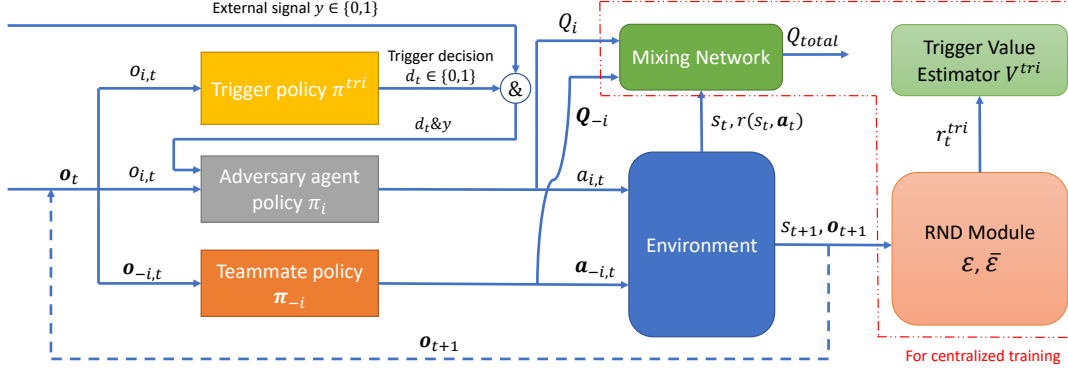 External signal y ∈ {0,1}
o_{i,t}
Trigger policy π^{tri}
Trigger decision
d_t ∈ {0,1}
&
d_t&y
𝒐_t
o_{i,t}
Adversary agent
policy π_i
𝒐_{−i,t}
Teammate policy
𝝅_{−i}
Q_i
𝑸_{−i}
Mixing Network
Q_{total}
s_t, r(s_t, 𝒂_t)
a_{i,t}
𝒂_{−i,t}
Environment
s_{t+1}, 𝒐_{t+1}
𝒐_{t+1}
Trigger Value
Estimator V^{tri}
r_t^{tri}
RND Module
ℰ, ℰ̄
For centralized training